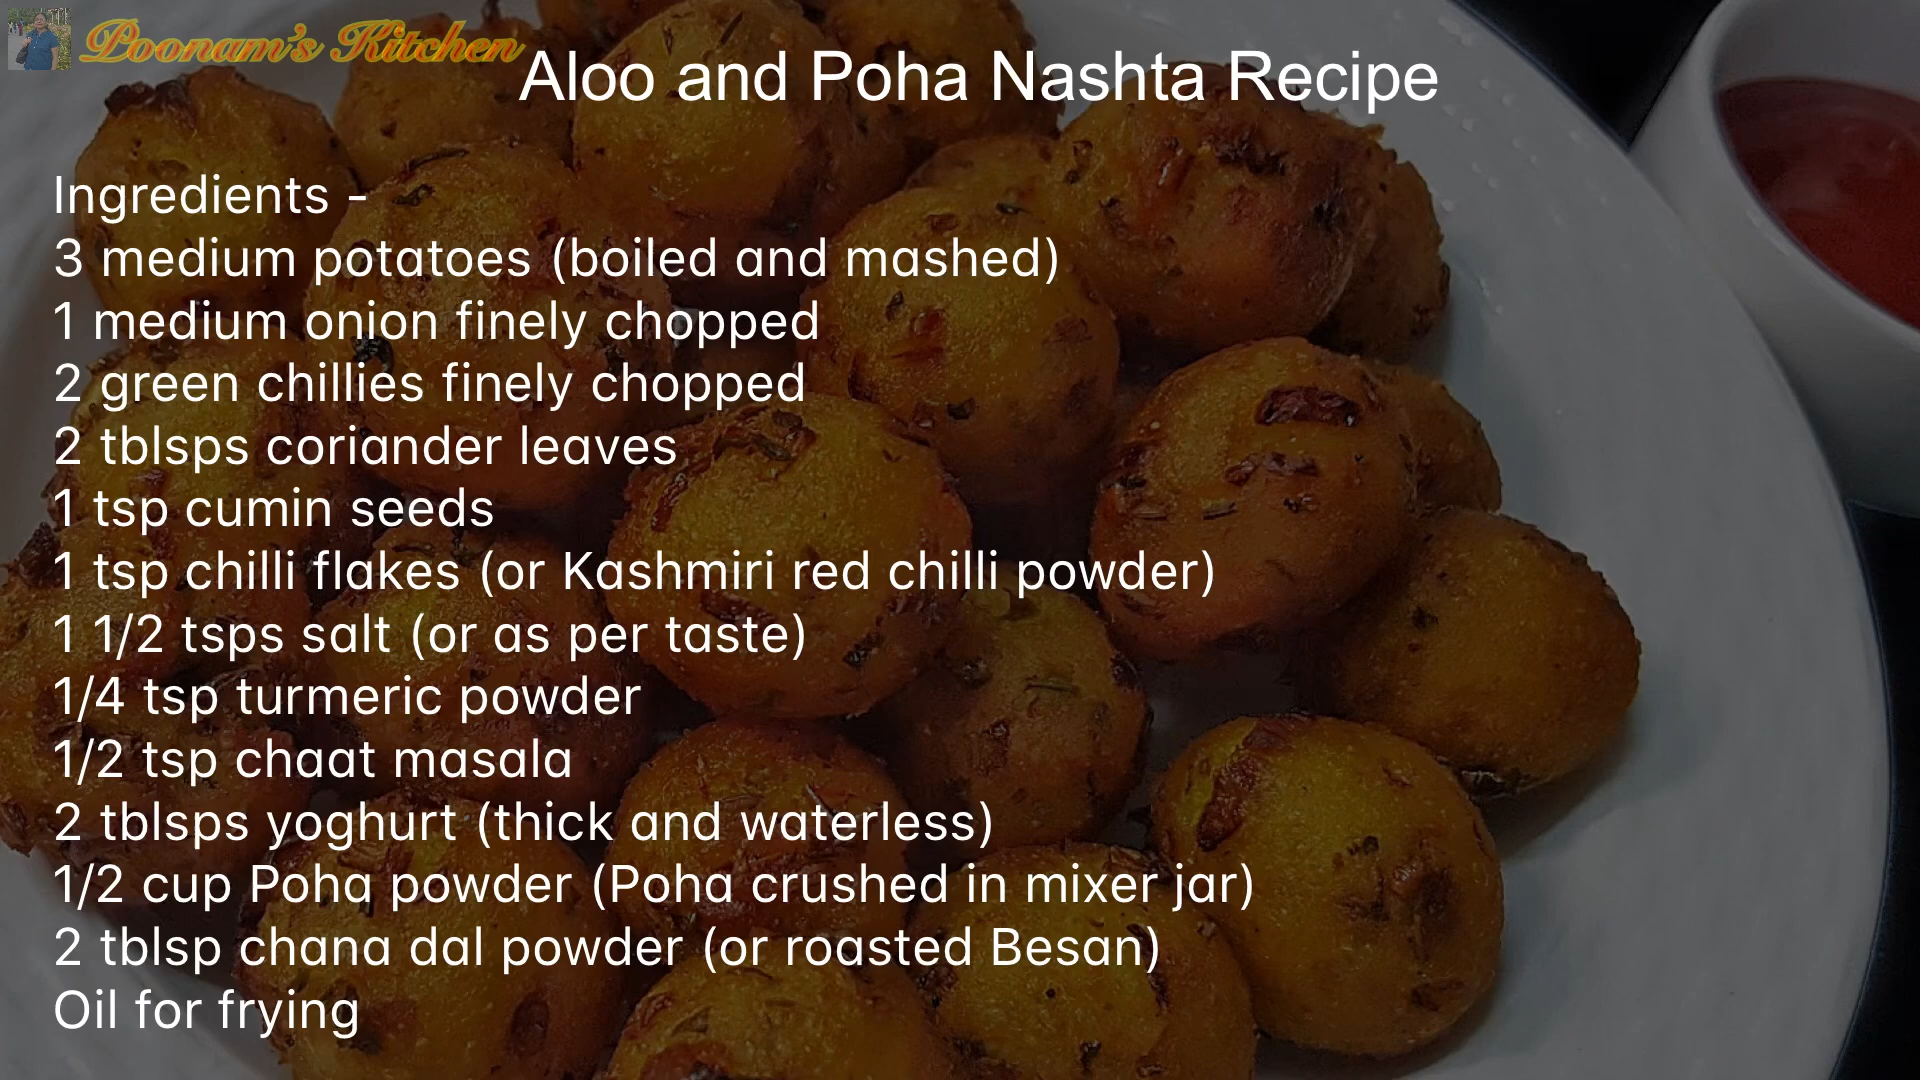 Poonam's Kitchen
Aloo and Poha Nashta Recipe
Ingredients -
3 medium potatoes (boiled and mashed)
1 medium onion finely chopped
2 green chillies finely chopped
2 tblsps coriander leaves
1 tsp cumin seeds
1 tsp chilli flakes (or Kashmiri red chilli powder)
1 1/2 tsps salt (or as per taste)
1/4 tsp turmeric powder
1/2 tsp chaat masala
2 tblsps yoghurt (thick and waterless)
1/2 cup Poha powder (Poha crushed in mixer jar)
2 tblsp chana dal powder (or roasted Besan)
Oil for frying